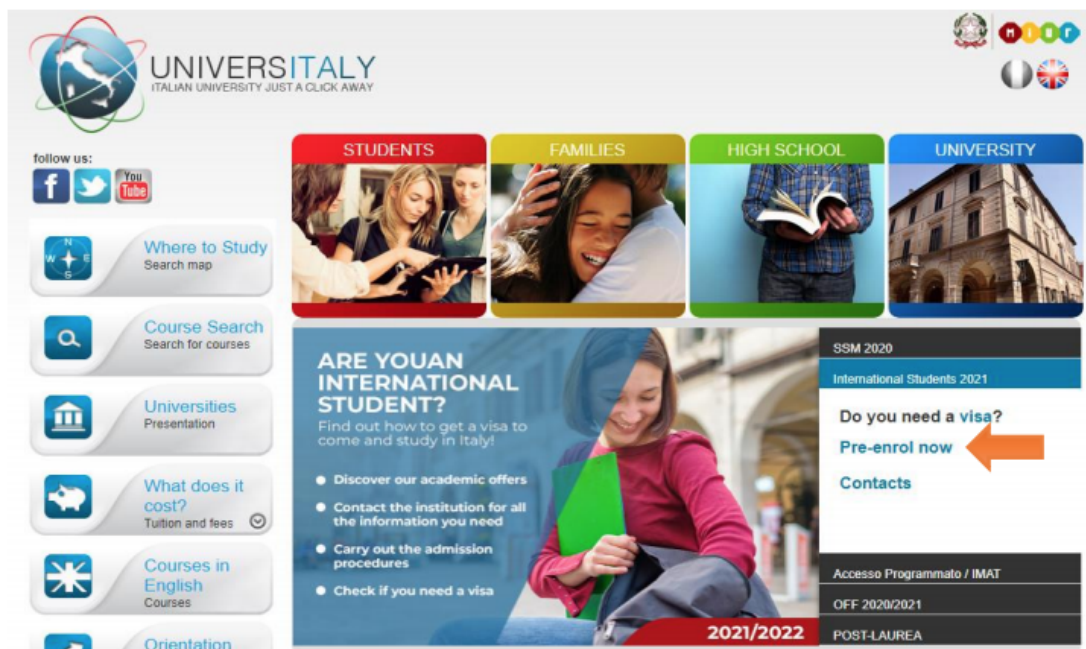 UNIVERSITALY
ITALIAN UNIVERSITY JUST A CLICK AWAY
MIUR
follow us:
f
You
Tube
STUDENTS
FAMILIES
HIGH SCHOOL
UNIVERSITY
N
W E
S
Where to Study
Search map
Course Search
Search for courses
Universities
Presentation
What does it
cost?
Tuition and fees
Courses in
English
Courses
Orientation
ARE YOUAN
INTERNATIONAL
STUDENT?
Find out how to get a visa to
come and study in Italy!
Discover our academic offers
Contact the institution for all
the information you need
Carry out the admission
procedures
Check if you need a visa
2021/2022
SSM 2020
International Students 2021
Do you need a visa?
Pre-enrol now
Contacts
Accesso Programmato / IMAT
OFF 2020/2021
POST-LAUREA